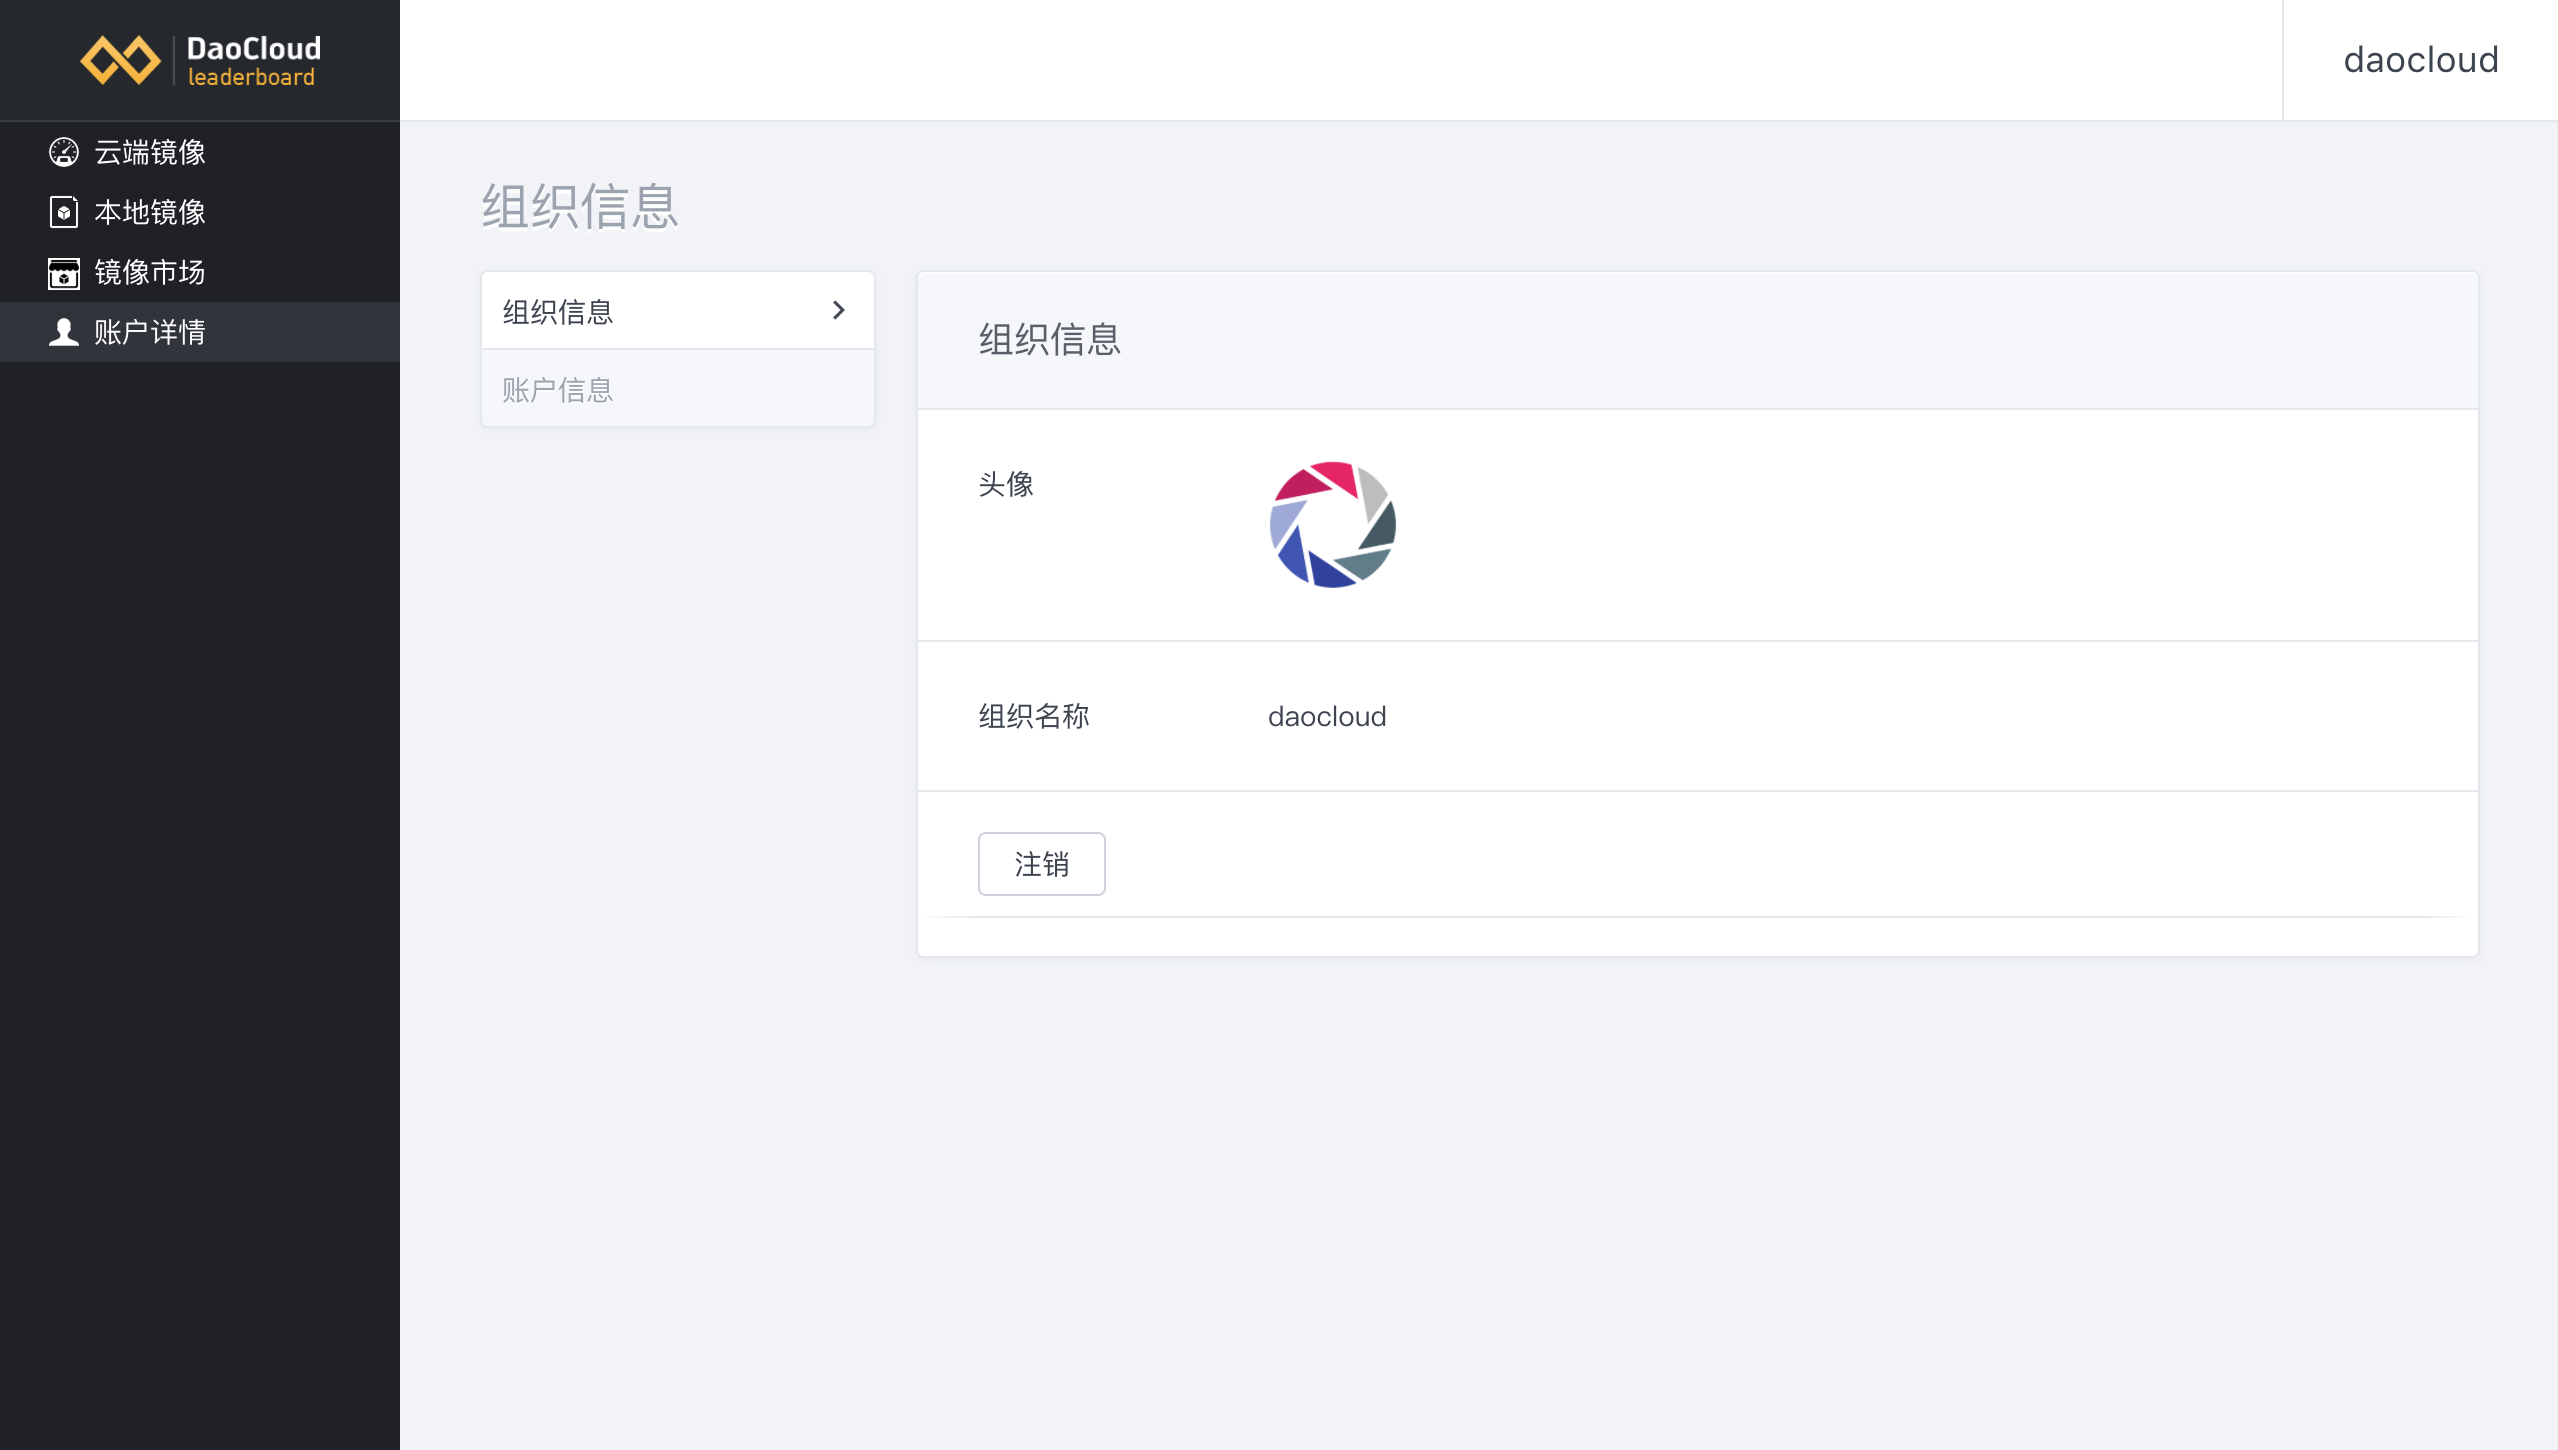 DaoCloud
leaderboard
daocloud
云端镜像
本地镜像
镜像市场
账户详情
组织信息
组织信息
账户信息
组织信息
头像
组织名称 daocloud
注销